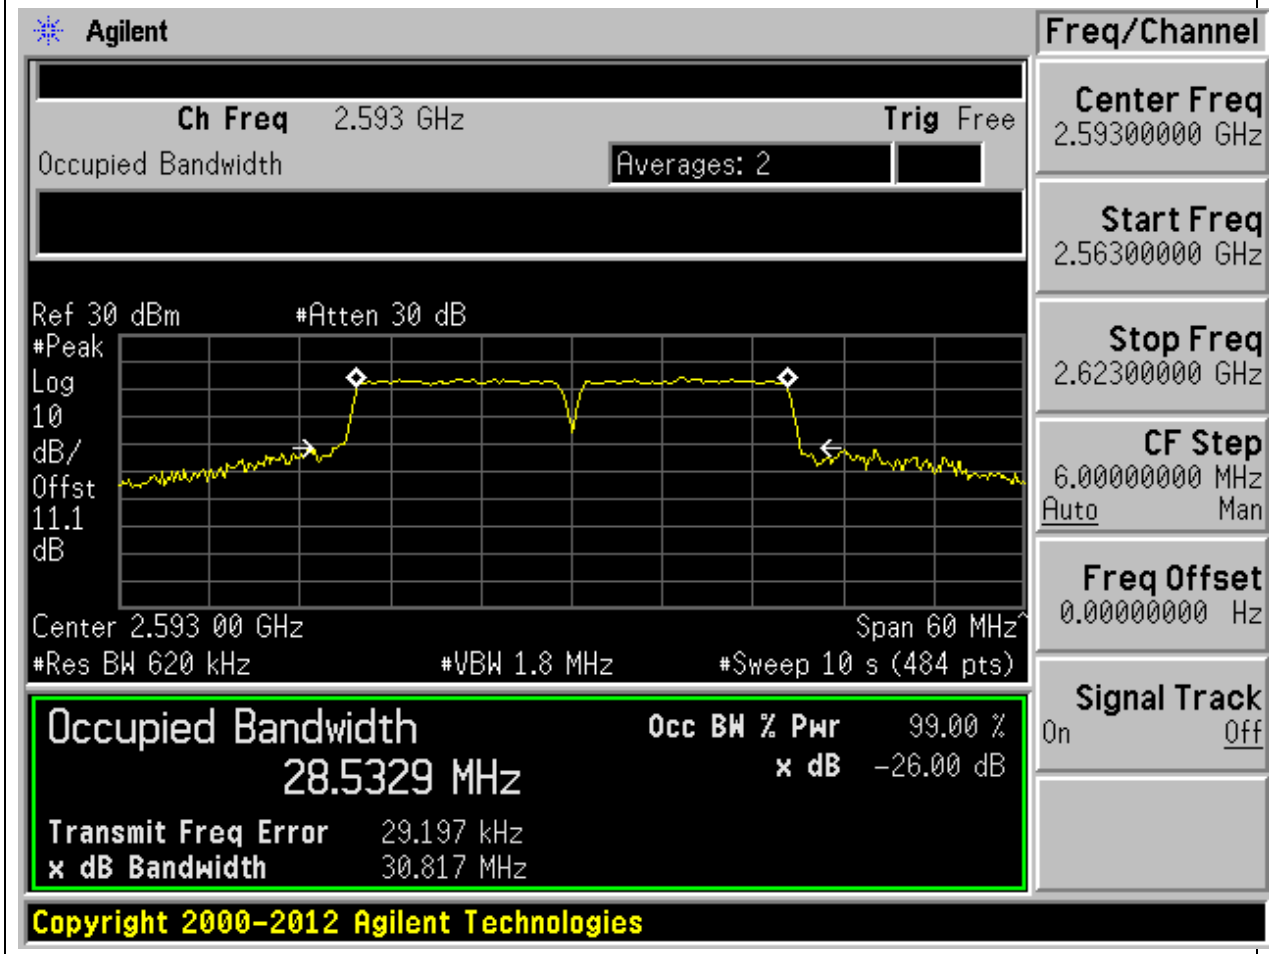 Agilent
Freq/Channel
Ch Freq 2.593 GHz Trig Free
Occupied Bandwidth Averages: 2
Center Freq
2.59300000 GHz
Start Freq
2.56300000 GHz
Stop Freq
2.62300000 GHz
CF Step
6.00000000 MHz
Auto Man
Freq Offset
0.00000000 Hz
Signal Track
On Off
Ref 30 dBm #Atten 30 dB
#Peak
Log
10
dB/
Offst
11.1
dB
Center 2.593 00 GHz Span 60 MHz^
#Res BW 620 kHz #VBW 1.8 MHz #Sweep 10 s (484 pts)
Occupied Bandwidth Occ BW % Pwr 99.00 %
28.5329 MHz x dB -26.00 dB
Transmit Freq Error 29.197 kHz
x dB Bandwidth 30.817 MHz
Copyright 2000-2012 Agilent Technologies